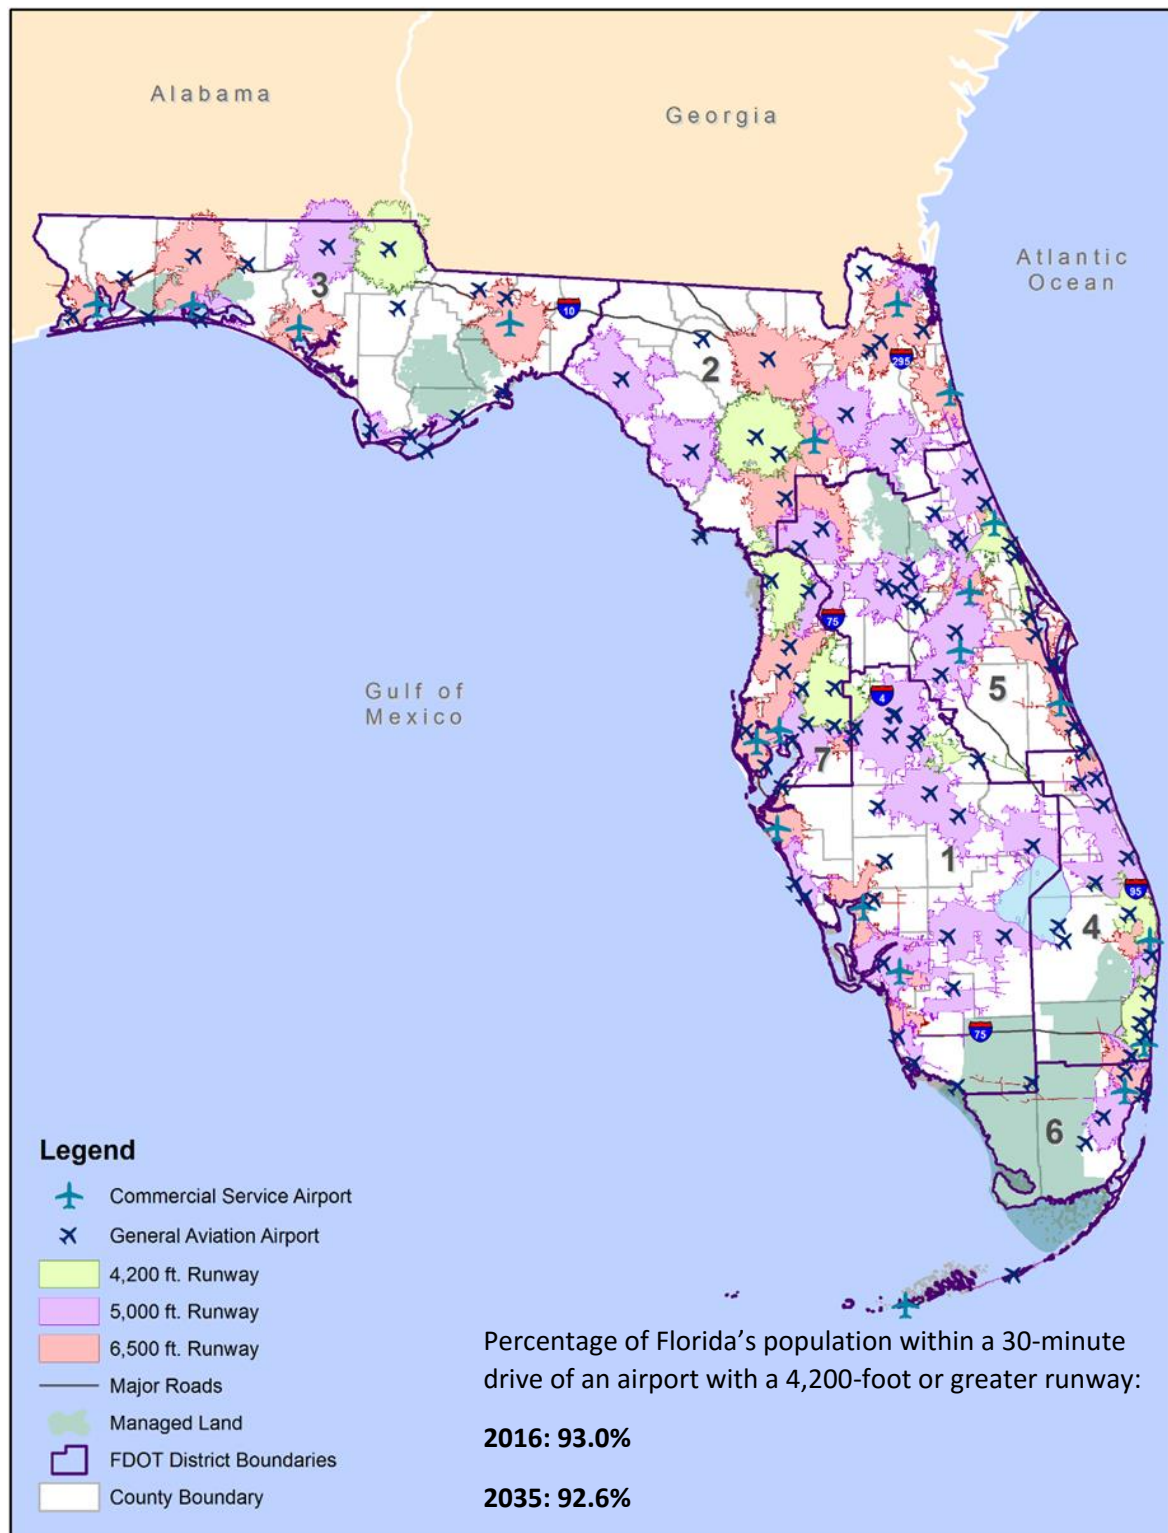 Alabama
Georgia
Atlantic
Ocean
3
10
2
295
75
Gulf of
Mexico
4
5
7
1
95
4
75
6
Legend
Commercial Service Airport
General Aviation Airport
4,200 ft. Runway
5,000 ft. Runway
6,500 ft. Runway
Major Roads
Managed Land
FDOT District Boundaries
County Boundary
Percentage of Florida’s population within a 30-minute
drive of an airport with a 4,200-foot or greater runway:
2016: 93.0%
2035: 92.6%